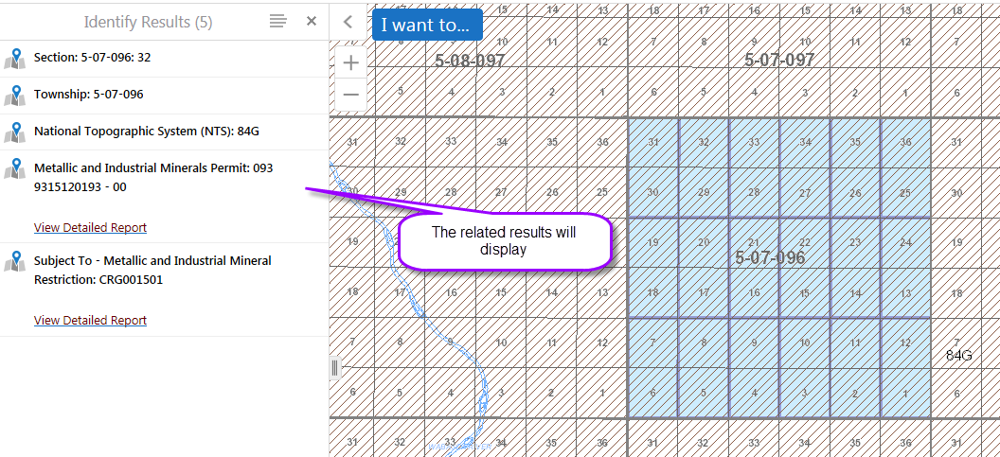 Identify Results (5)
Section: 5-07-096: 32
Township: 5-07-096
National Topographic System (NTS): 84G
Metallic and Industrial Minerals Permit: 093
9315120193 - 00
View Detailed Report
Subject To - Metallic and Industrial Mineral
Restriction: CRG001501
View Detailed Report
I want to...
The related results will
display
17 16 15 14 13 18 17 16 15 14 13 18
8 9 10 11 12 7 8 9 10 11 12 7
5-08-097
5-07-097
5 4 3 2 1 6 5 4 3 2 1 6
31 32 33 34 35 36 31 32 33 34 35 36 31
30 29 28 27 26 25 30 29 28 27 26 25 30
19 19 20 21 22 23 24 19
5-07-096
18 17 16 15 14 13 18 17 16 15 14 13 18
7 8 9 10 11 12 7 8 9 10 11 12 7
84G
6 5 4 3 2 1 6 5 4 3 2 1 6
31 32 33 34 35 36 31 32 33 34 35 36 31